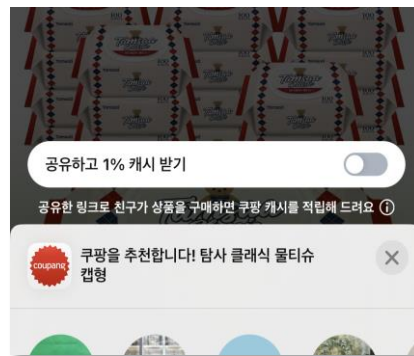 공유하고 1% 캐시 받기
공유한 링크로 친구가 상품을 구매하면 쿠팡 캐시를 적립해 드려요 ⓘ
coupang
쿠팡을 추천합니다! 탐사 클래식 물티슈
캡형